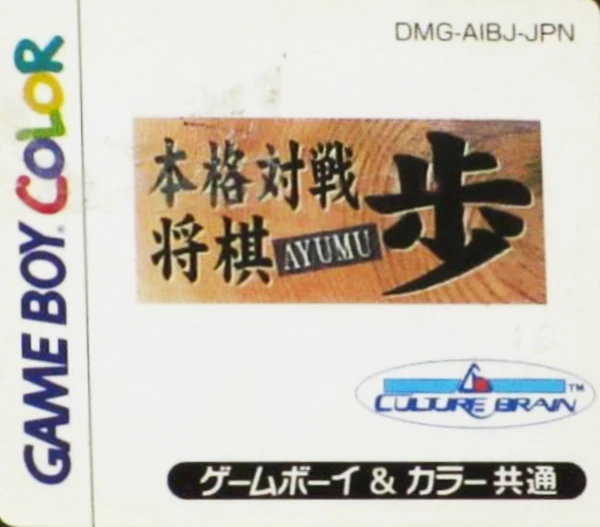 DMG-AIBJ-JPN
GAME BOY COLOR
本格対戦
将棋 AYUMU 歩
CULTURE BRAIN TM
ゲームボーイ & カラー共通